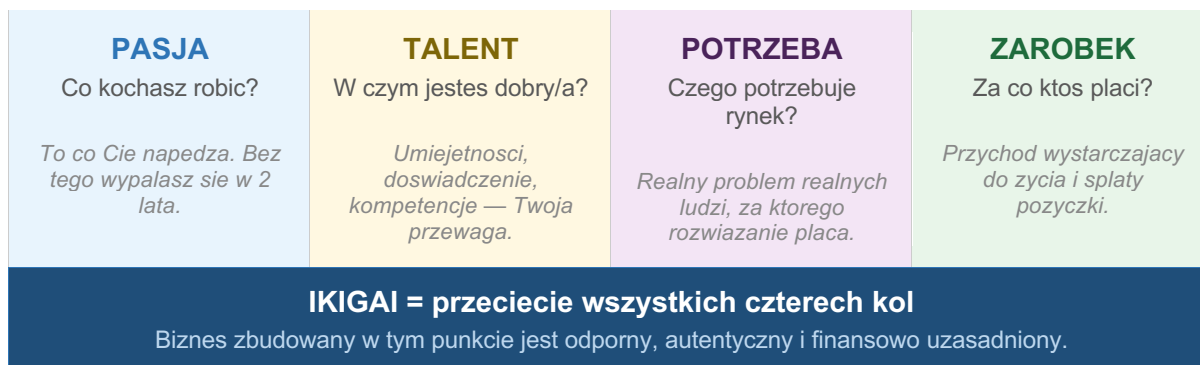 PASJA
Co kochasz robic?
To co Cie napedza. Bez
tego wypalasz sie w 2
lata.
TALENT
W czym jestes dobry/a?
Umiejetnosci,
doswiadczenie,
kompetencje — Twoja
przewaga.
POTRZEBA
Czego potrzebuje
rynek?
Realny problem realnych
ludzi, za ktorego
rozwiazanie placa.
ZAROBEK
Za co ktos placi?
Przychod wystarczajacy
do zycia i splaty
pozyczki.
IKIGAI = przeciecie wszystkich czterech kol
Biznes zbudowany w tym punkcie jest odporny, autentyczny i finansowo uzasadniony.